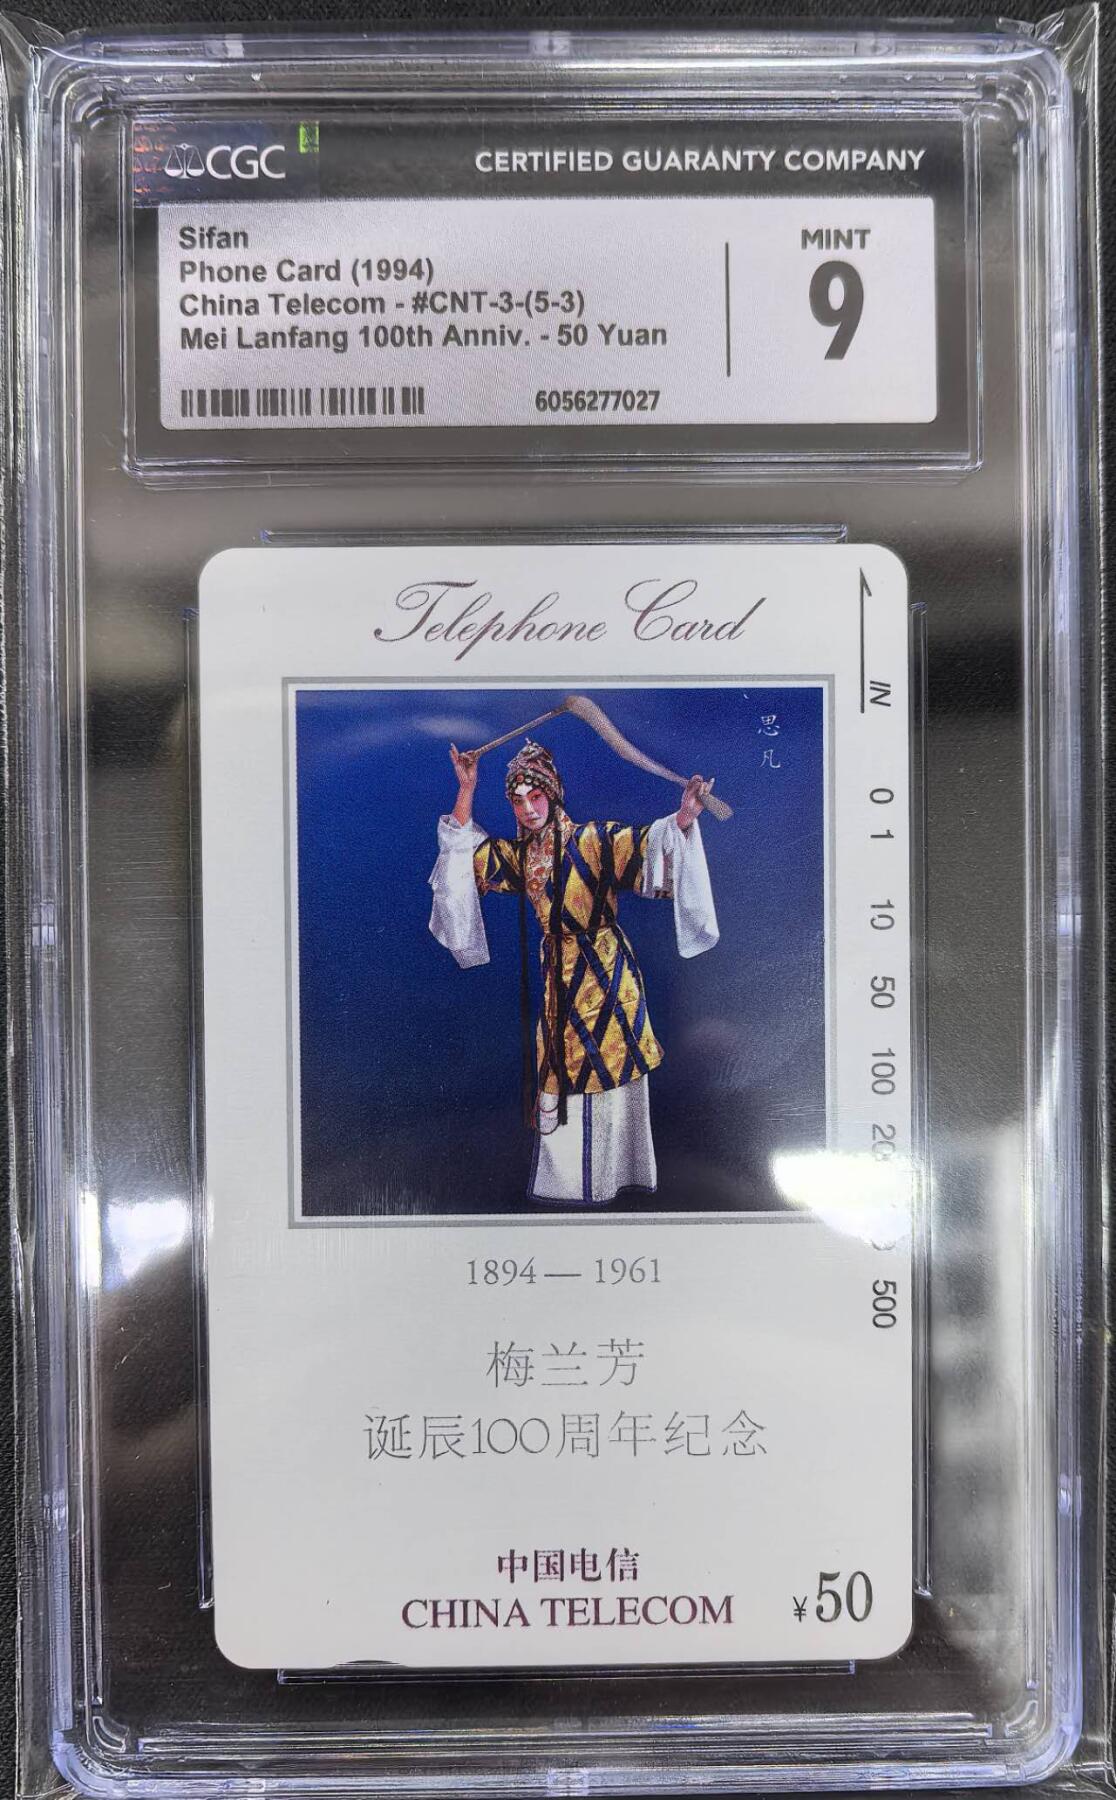 CGC
CERTIFIED GUARANTY COMPANY
Sifan
Phone Card (1994)
China Telecom - #CNT-3-(5-3)
Mei Lanfang 100th Anniv. - 50 Yuan
MINT
9
6056277027
Telephone Card
IN
思凡
0 1 10 50 100
500
1894 — 1961
梅兰芳
诞辰100周年纪念
中国电信
CHINA TELECOM
¥50